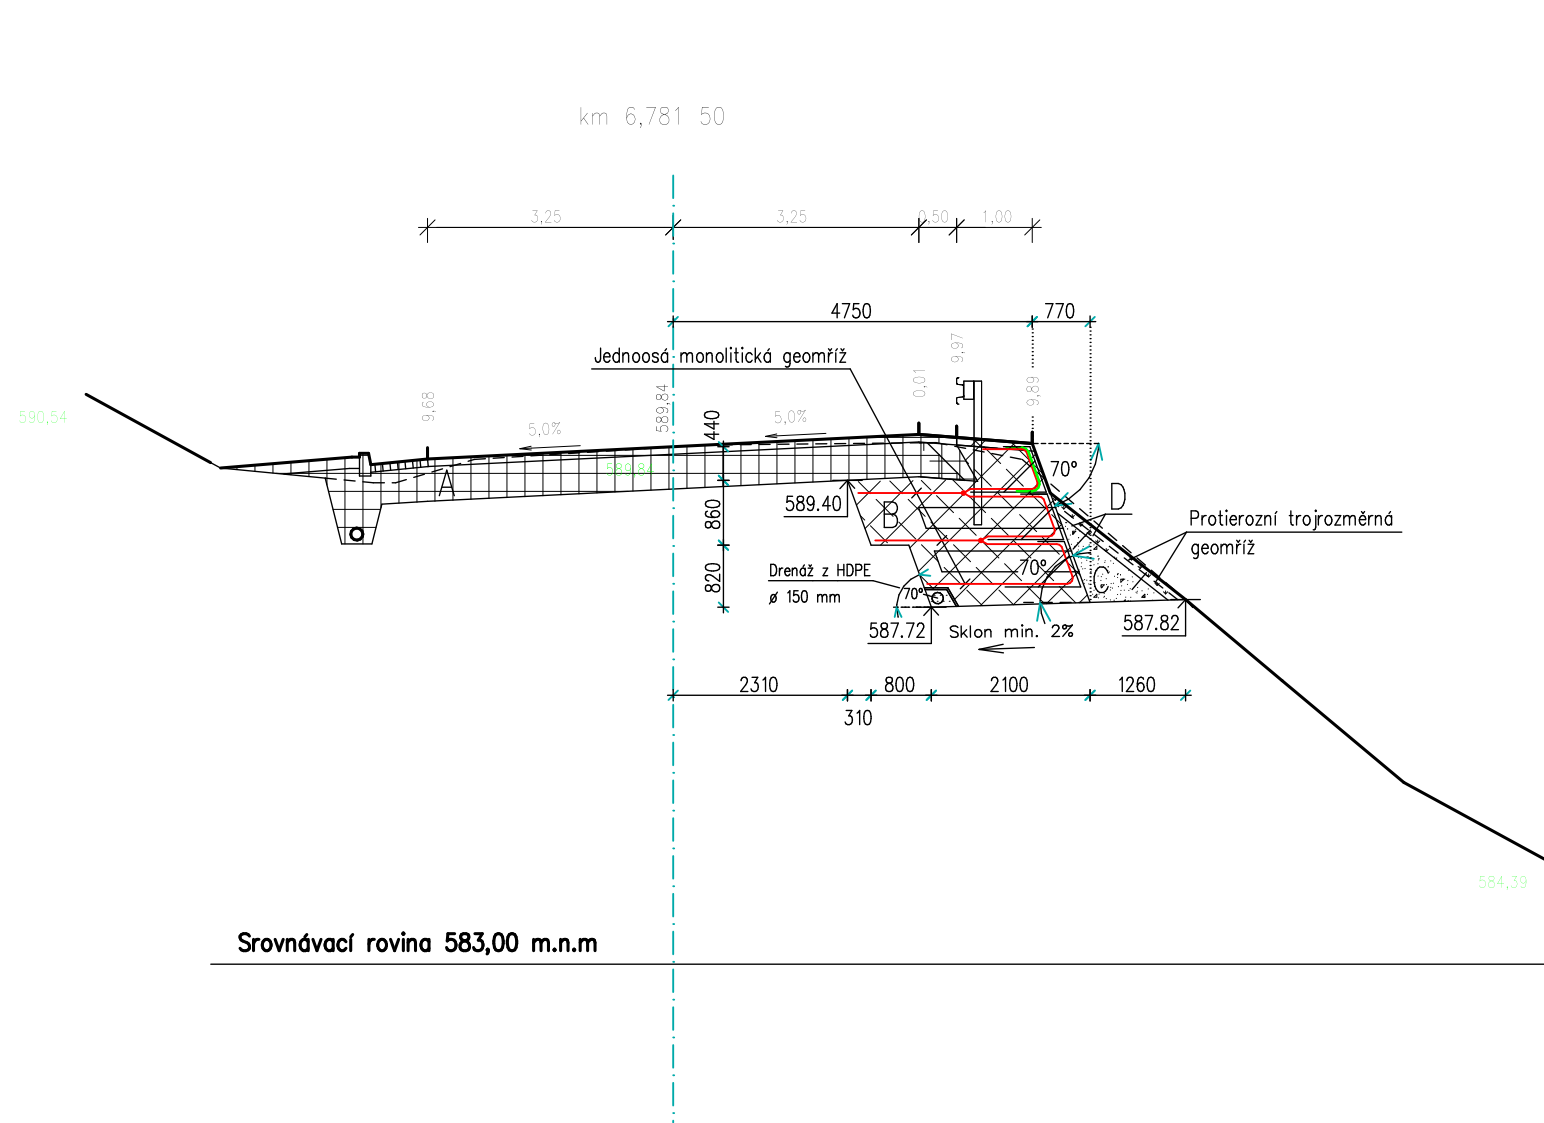 km 6,781 50
3,25
3,25
0,50
1,00
4750
770
Jednoosá monolitická geomříž
9,97
0,01
9,89
9,68
589,84
440
590,54
5,0%
5,0%
589,84
A
70°
D
589.40
860
B
Protierozní trojrozměrná
geomříž
Drenáž z HDPE
ø 150 mm
820
70°
70°
C
587.72
Sklon min. 2%
587.82
2310
800
2100
1260
310
584,39
Srovnávací rovina 583,00 m.n.m